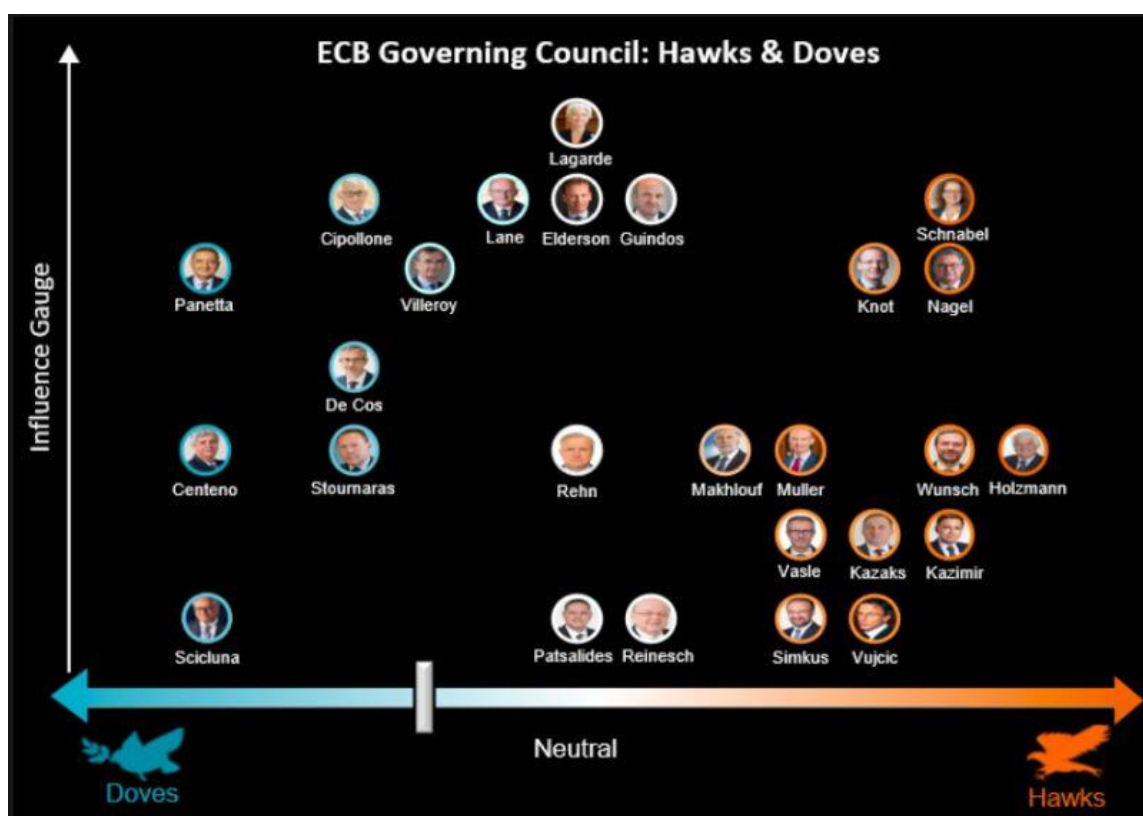 ECB Governing Council: Hawks & Doves
Influence Gauge
Lagarde
Cipollone Lane Elderson Guindos Schnabel
Panetta Villeroy Knot Nagel
De Cos
Centeno Stournaras Rehn Makhlouf Muller Wunsch Holzmann
Vasle Kazaks Kazimir
Scicluna Patsalides Reinesch Simkus Vujcic
Neutral
Doves Hawks